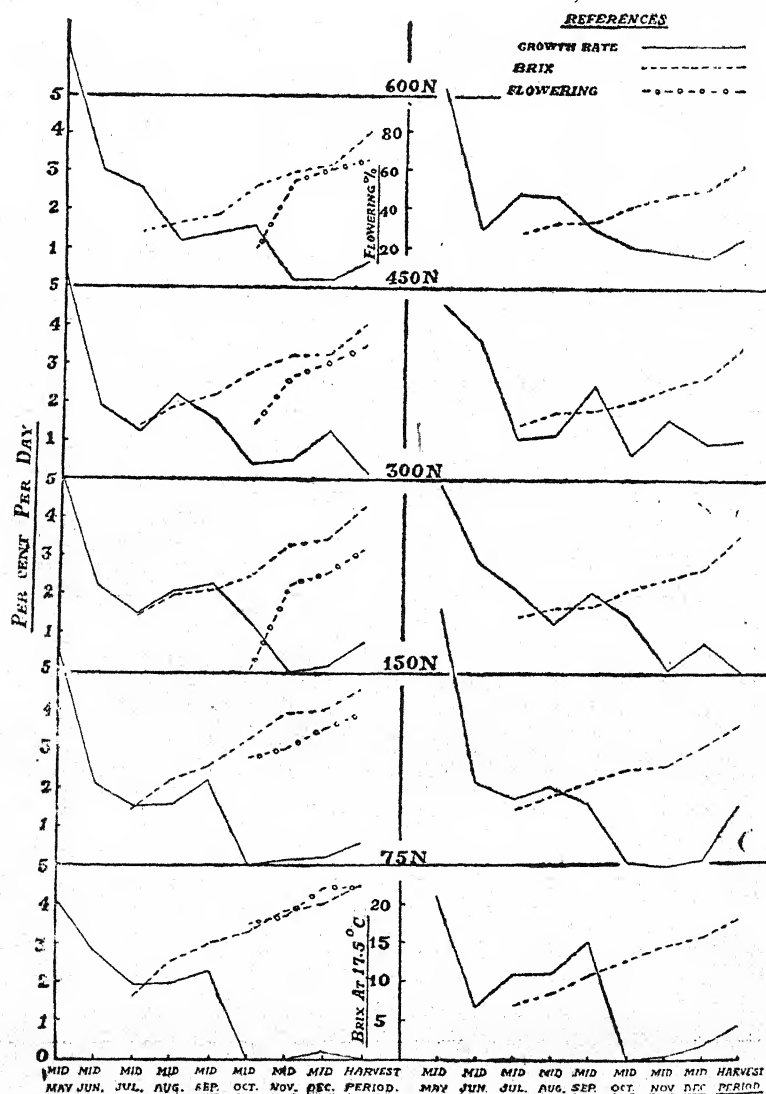 REFERENCES
GROWTH RATE
BRIX
FLOWERING
600N
5
4
3
2
1
80
60
40
20
FLOWERING %
450N
5
4
3
2
1
300N
5
4
3
2
1
150N
5
4
3
2
1
75N
5
4
3
2
1
0
20
15
10
5
BRIX AT 17.5°C
PER CENT PER DAY
MID MID MID MID MID MID MID MID HARVEST MID MID MID MID MID MID MID MID HARVEST
MAY JUN. JUL. AUG. SEP. OCT. NOV. DEC. PERIOD. MAY JUN. JUL. AUG. SEP. OCT. NOV DEC PERIOD